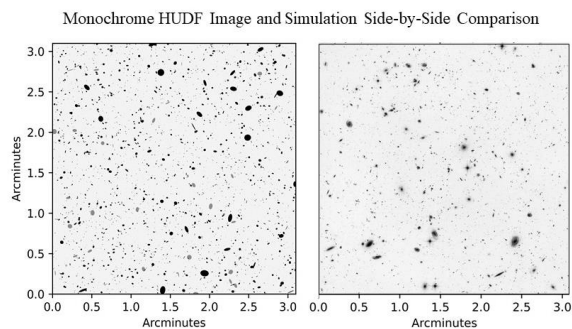 Monochrome HUDF Image and Simulation Side-by-Side Comparison
3.0
2.5
2.0
1.5
1.0
0.5
0.0
Arcminutes
0.0 0.5 1.0 1.5 2.0 2.5 3.0
0.0 0.5 1.0 1.5 2.0 2.5 3.0
Arcminutes
Arcminutes